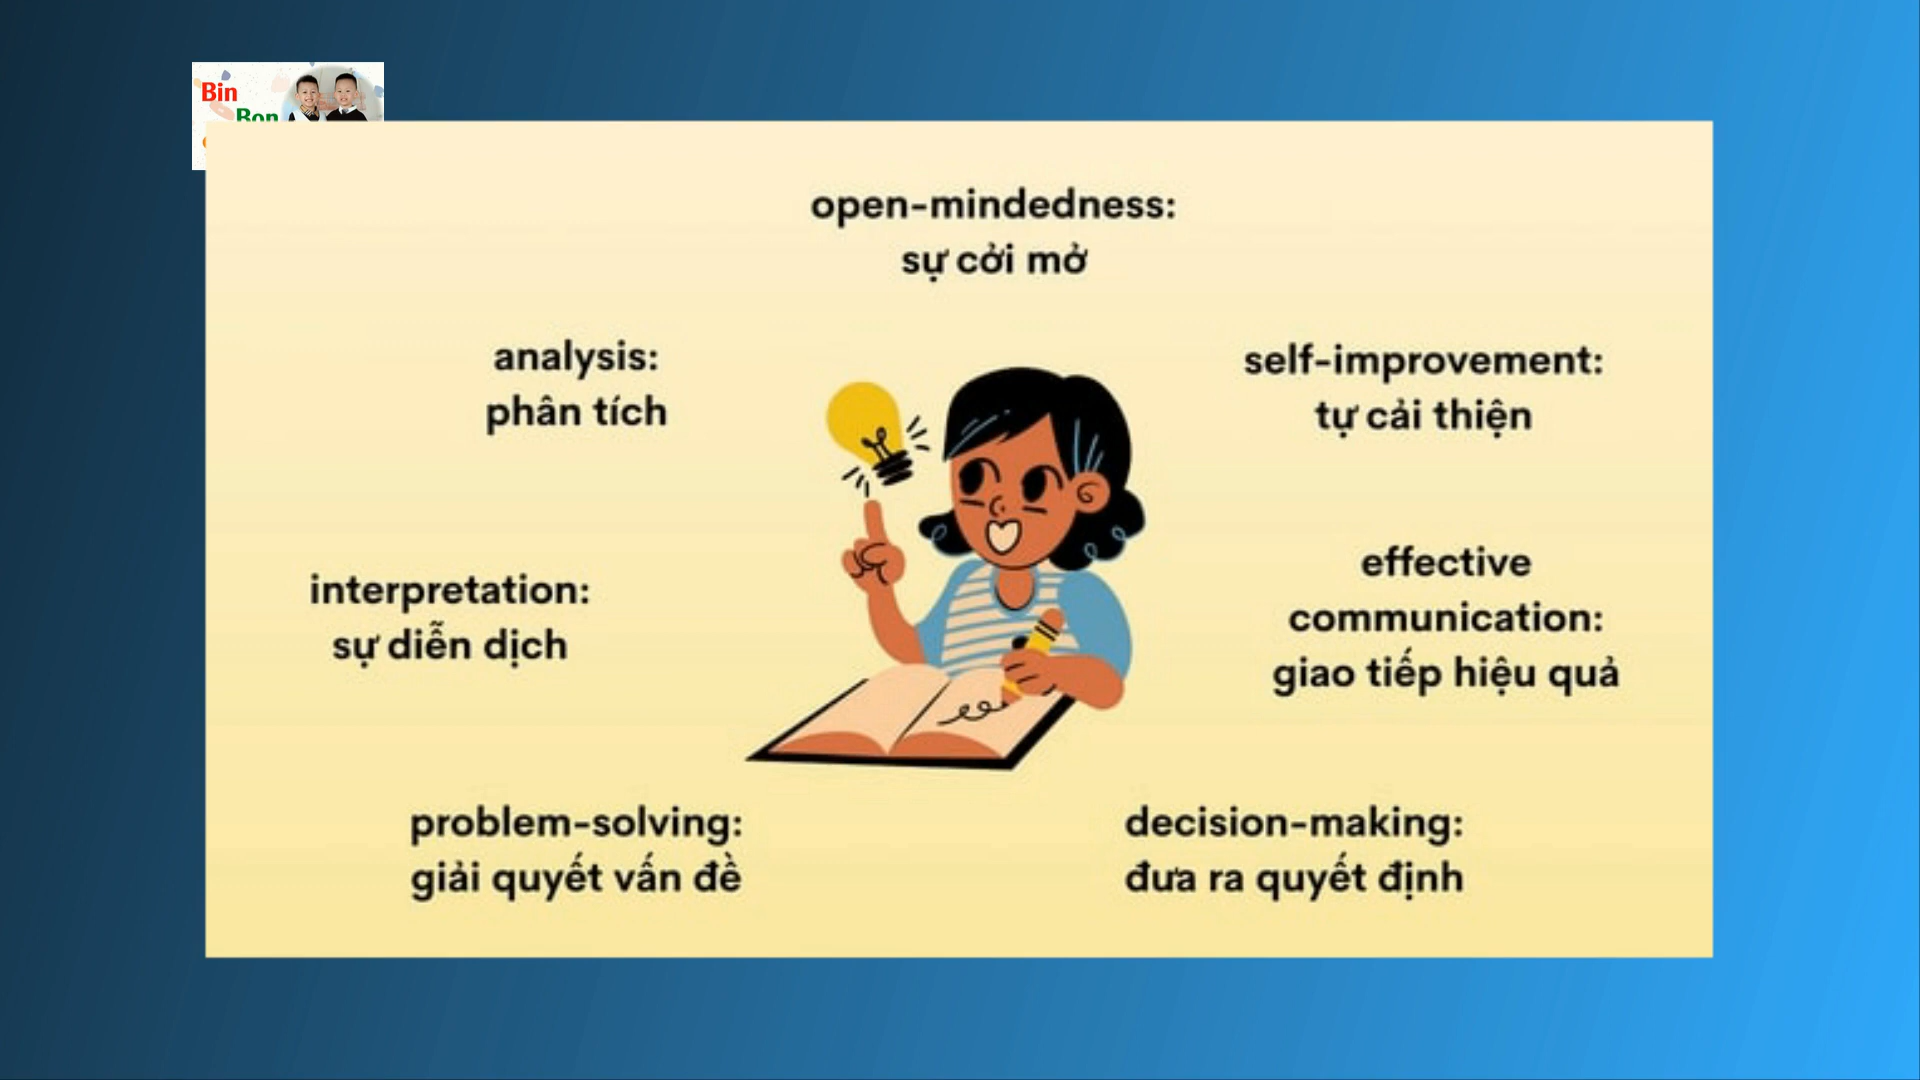 Bin
Bon
open-mindedness:
sự cởi mở
analysis:
phân tích
self-improvement:
tự cải thiện
interpretation:
sự diễn dịch
effective
communication:
giao tiếp hiệu quả
problem-solving:
giải quyết vấn đề
decision-making:
đưa ra quyết định